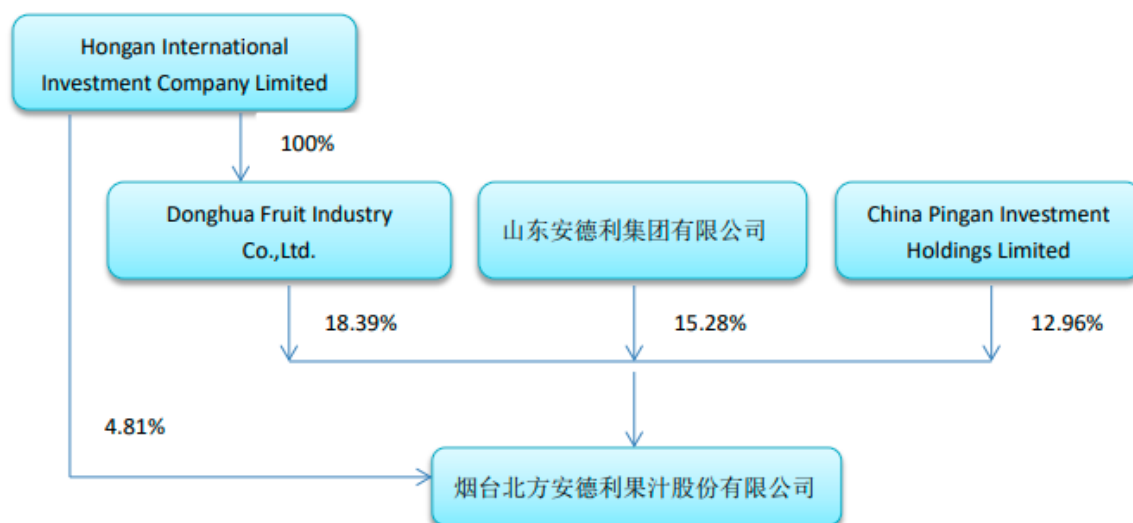 Hongan International
Investment Company Limited
100%
Donghua Fruit Industry
Co.,Ltd.
山东安德利集团有限公司
China Pingan Investment
Holdings Limited
18.39%
15.28%
12.96%
4.81%
烟台北方安德利果汁股份有限公司